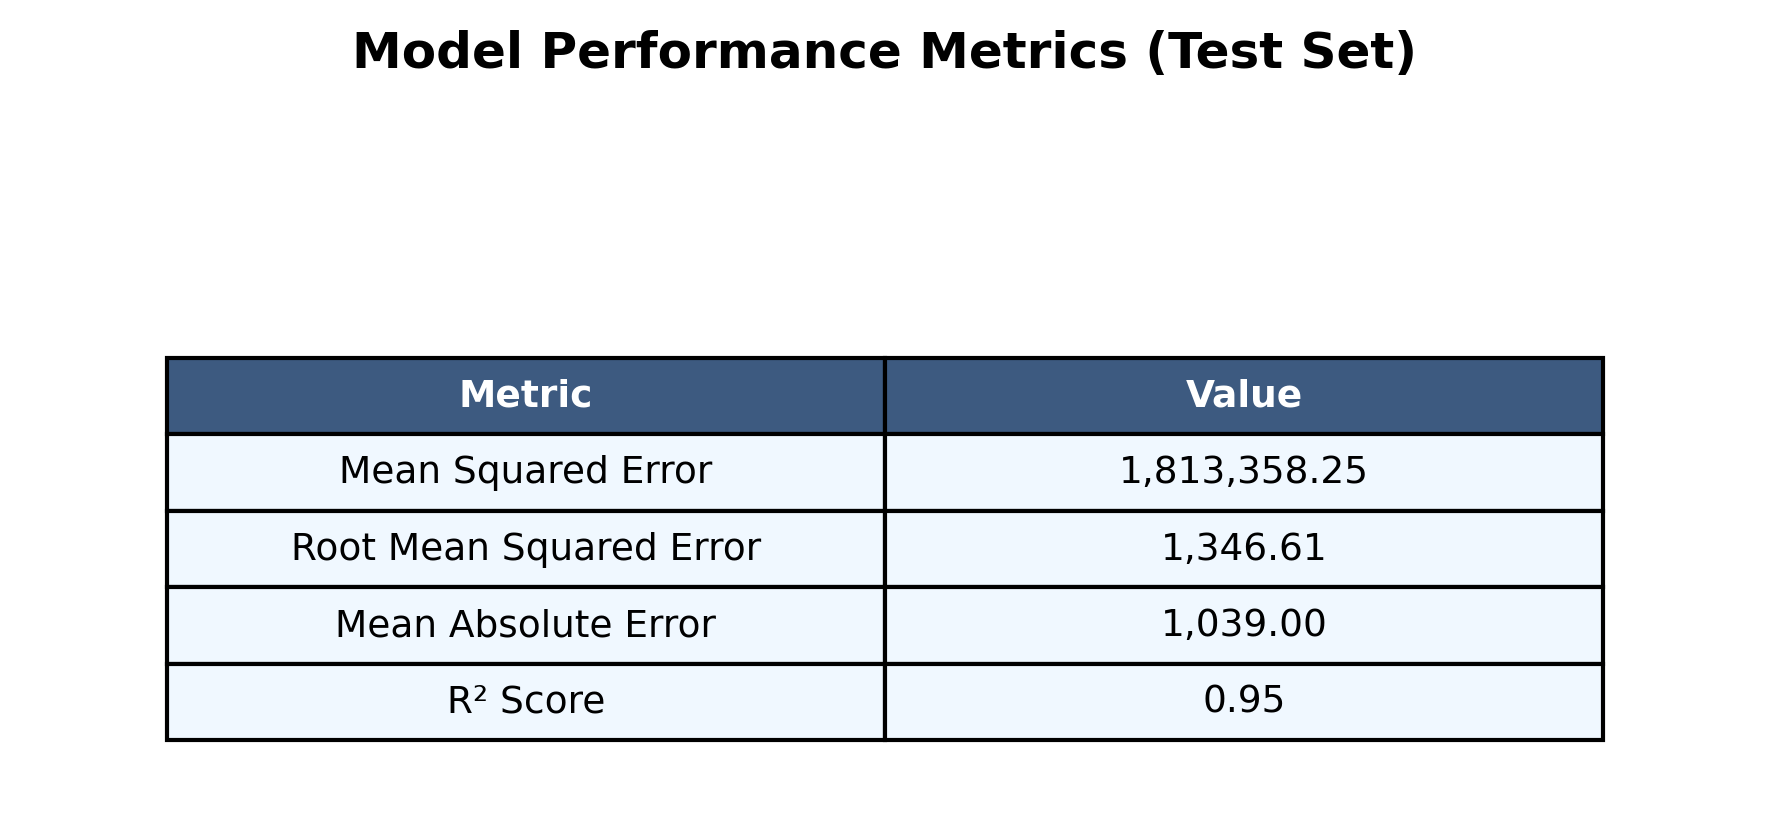 Model Performance Metrics (Test Set)
Metric Value
Mean Squared Error 1,813,358.25
Root Mean Squared Error 1,346.61
Mean Absolute Error 1,039.00
R² Score 0.95